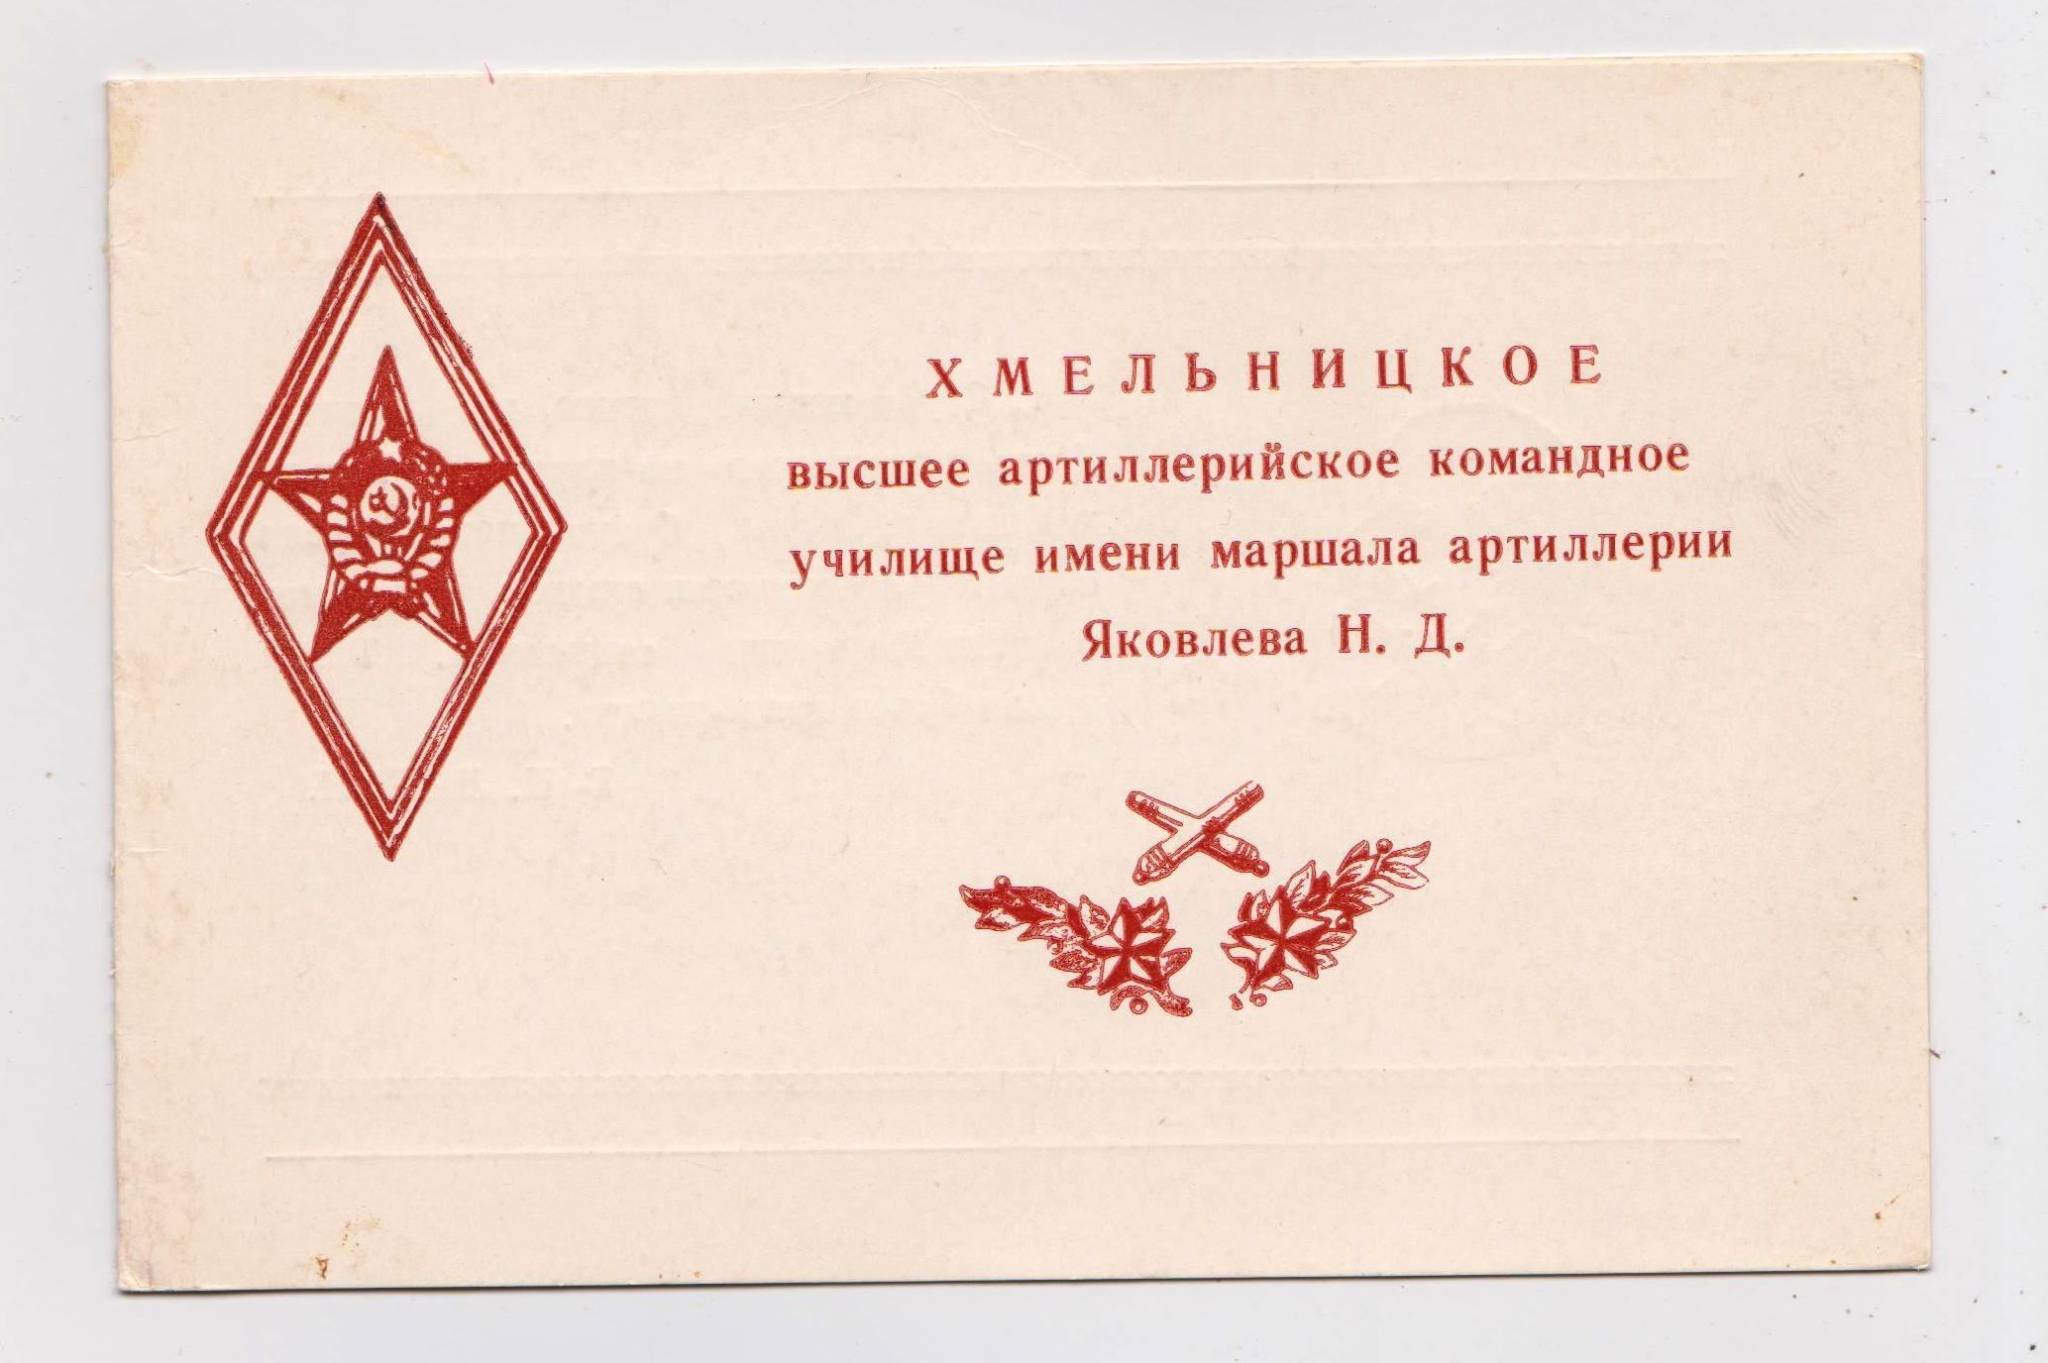 ХМЕЛЬНИЦКОЕ
высшее артиллерийское командное
училище имени маршала артиллерии
Яковлева Н. Д.